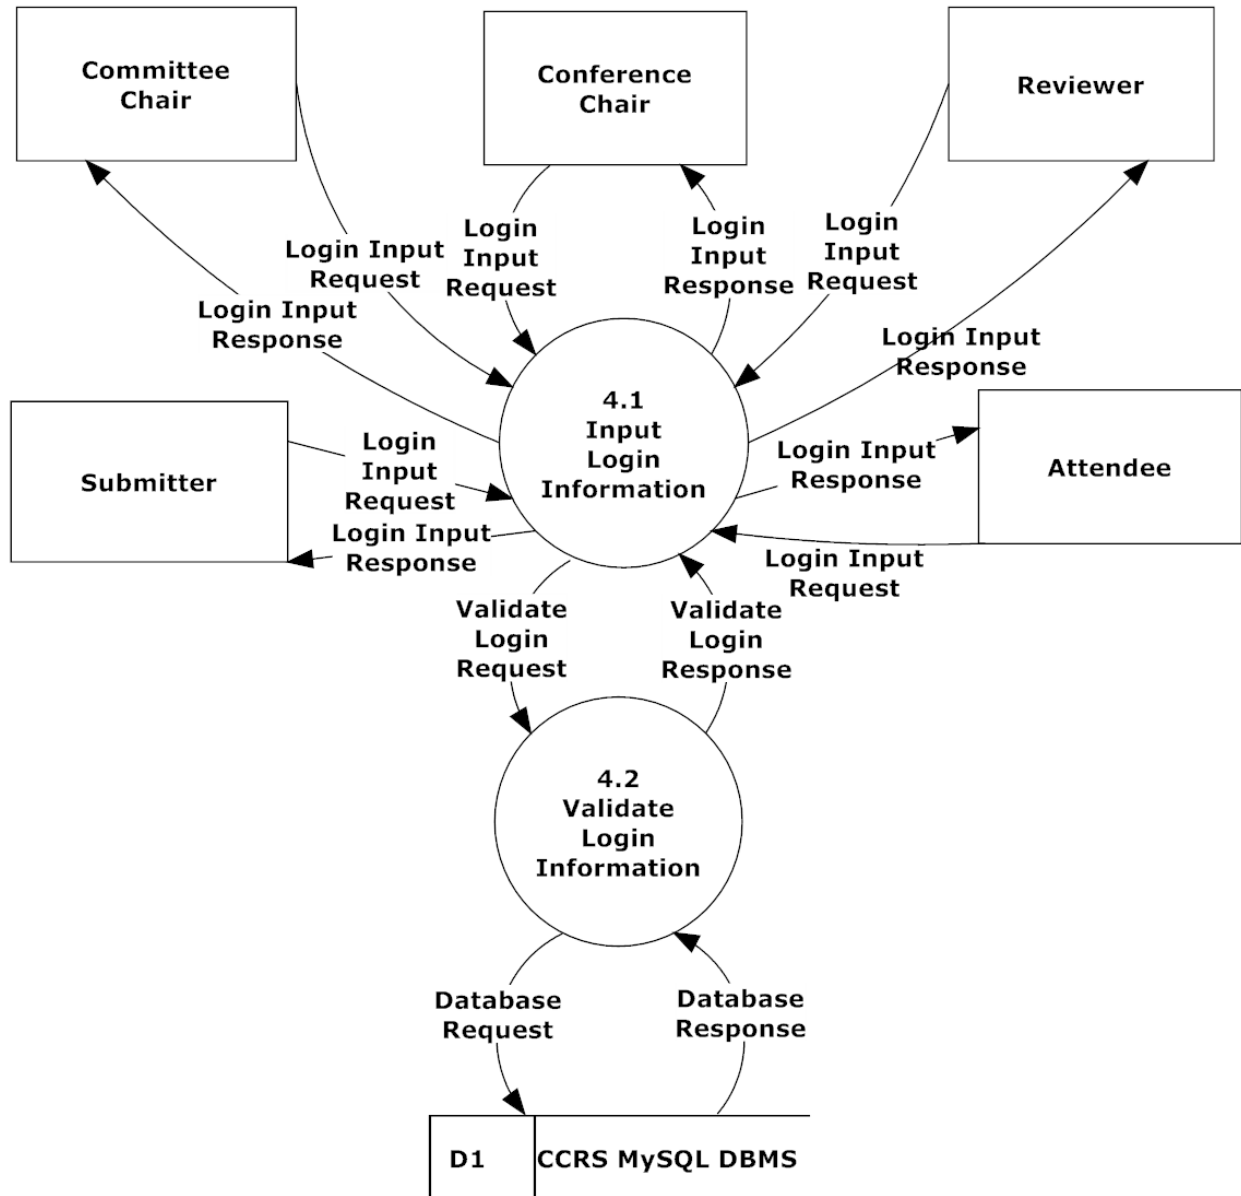 Committee
Chair
Conference
Chair
Reviewer
Login Input
Request
Login
Input
Request
Login
Input
Response
Login
Input
Request
Login Input
Response
Login Input
Response
4.1
Input
Login
Information
Submitter
Login
Input
Request
Login Input
Response
Login Input
Response
Attendee
Login Input
Request
Validate
Login
Request
Validate
Login
Response
4.2
Validate
Login
Information
Database
Request
Database
Response
D1
CCRS MySQL DBMS